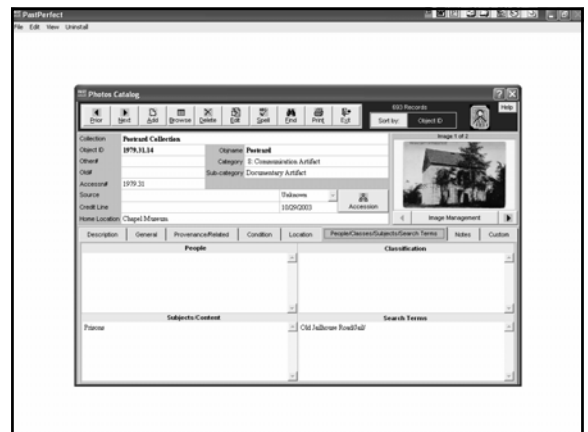 PastPerfect
File Edit View Uninstall
Photos Catalog
693 Records
Prior Next Add Browse Delete Edit Spell Find Print Exit Sort by: Object ID Help
Collection Postcard Collection Image 1 of 2
Object ID 1979.31.14 Objname Postcard
Other# Category 8: Communication Artifact
Old# Sub-category Documentary Artifact
Accession# 1979.31
Source Unknown
Credit Line 10/29/2003 Accession
Home Location Chapel Museum Image Management
Description General Provenance/Related Condition Location People/Classes/Subjects/Search Terms Notes Custom
People Classification
Subjects/Content Search Terms
Prisons Old Jailhouse Road/Jail/